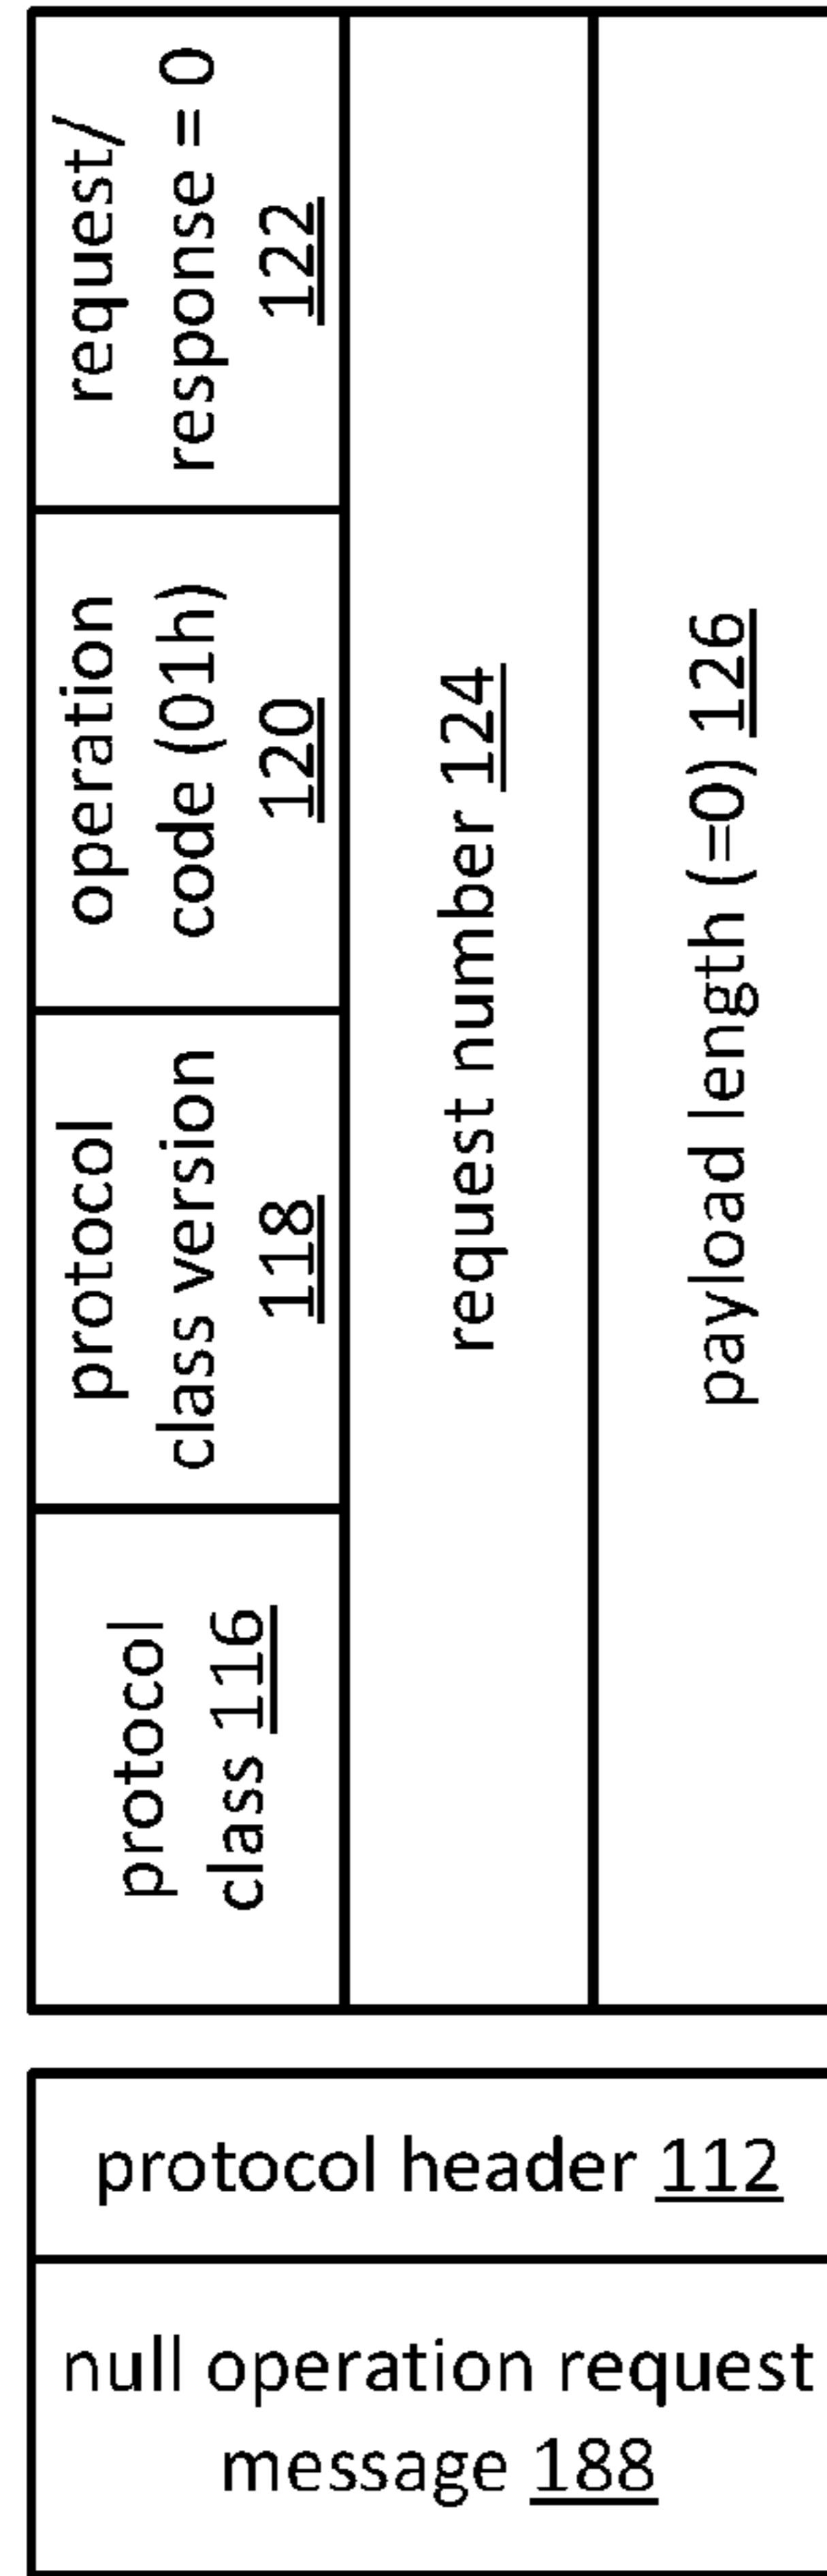 null operation request
message 188
protocol header 112
protocol
class 116
protocol
class version
118
operation
code (01h)
120
request/
response = 0
122
request number 124
payload length (=0) 126